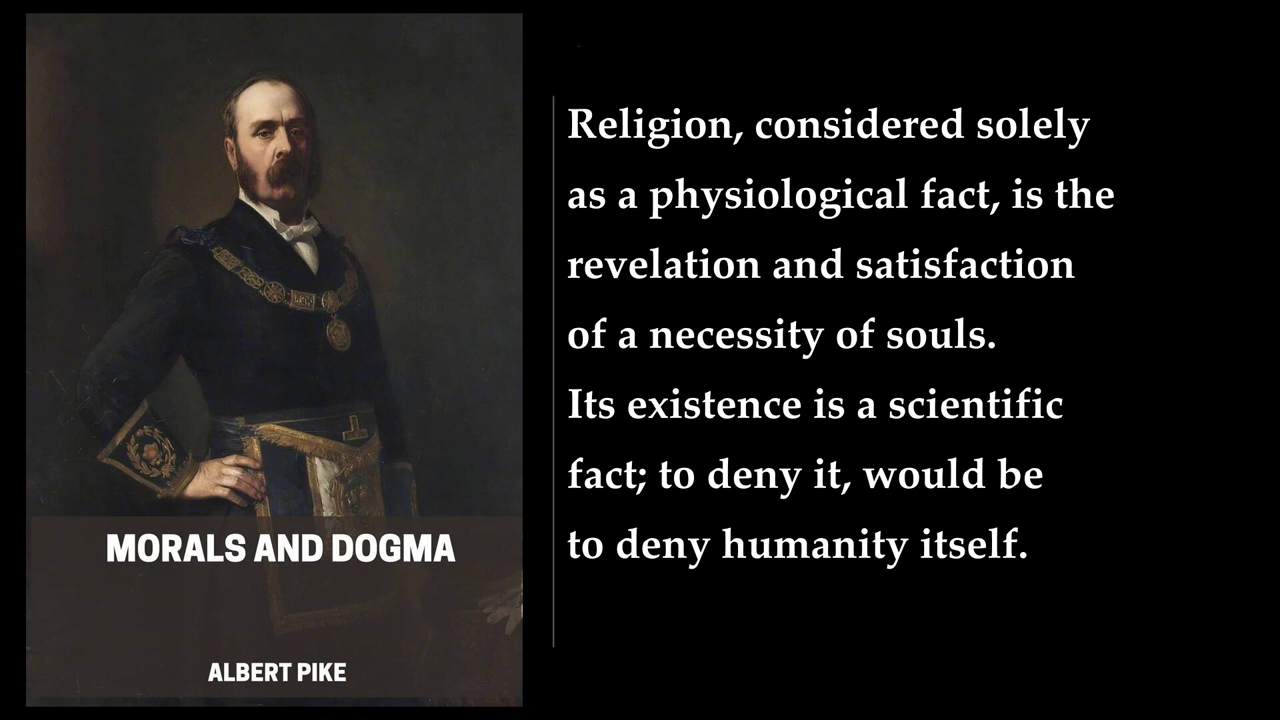 MORALS AND DOGMA
ALBERT PIKE
Religion, considered solely
as a physiological fact, is the
revelation and satisfaction
of a necessity of souls.
Its existence is a scientific
fact; to deny it, would be
to deny humanity itself.